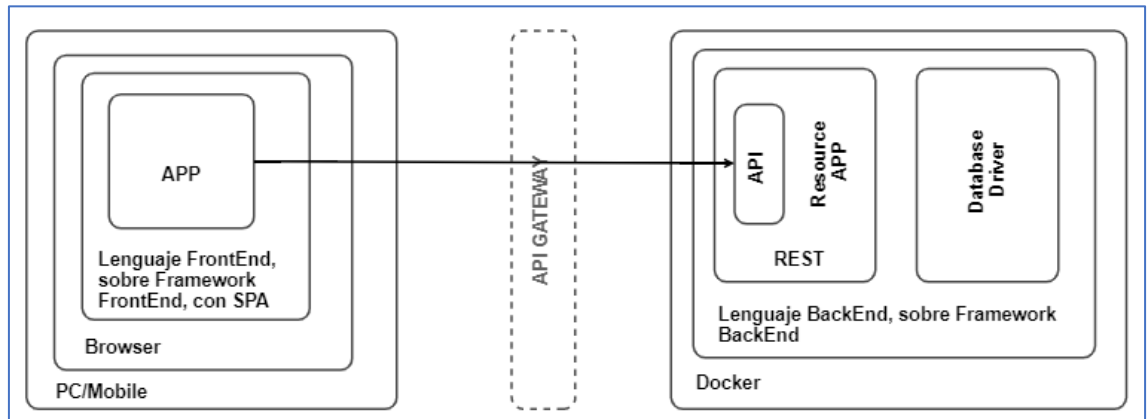 APP
Lenguaje FrontEnd,
sobre Framework
FrontEnd, con SPA
Browser
PC/Mobile
API GATEWAY
API
Resource
APP
REST
Database
Driver
Lenguaje BackEnd, sobre Framework
BackEnd
Docker